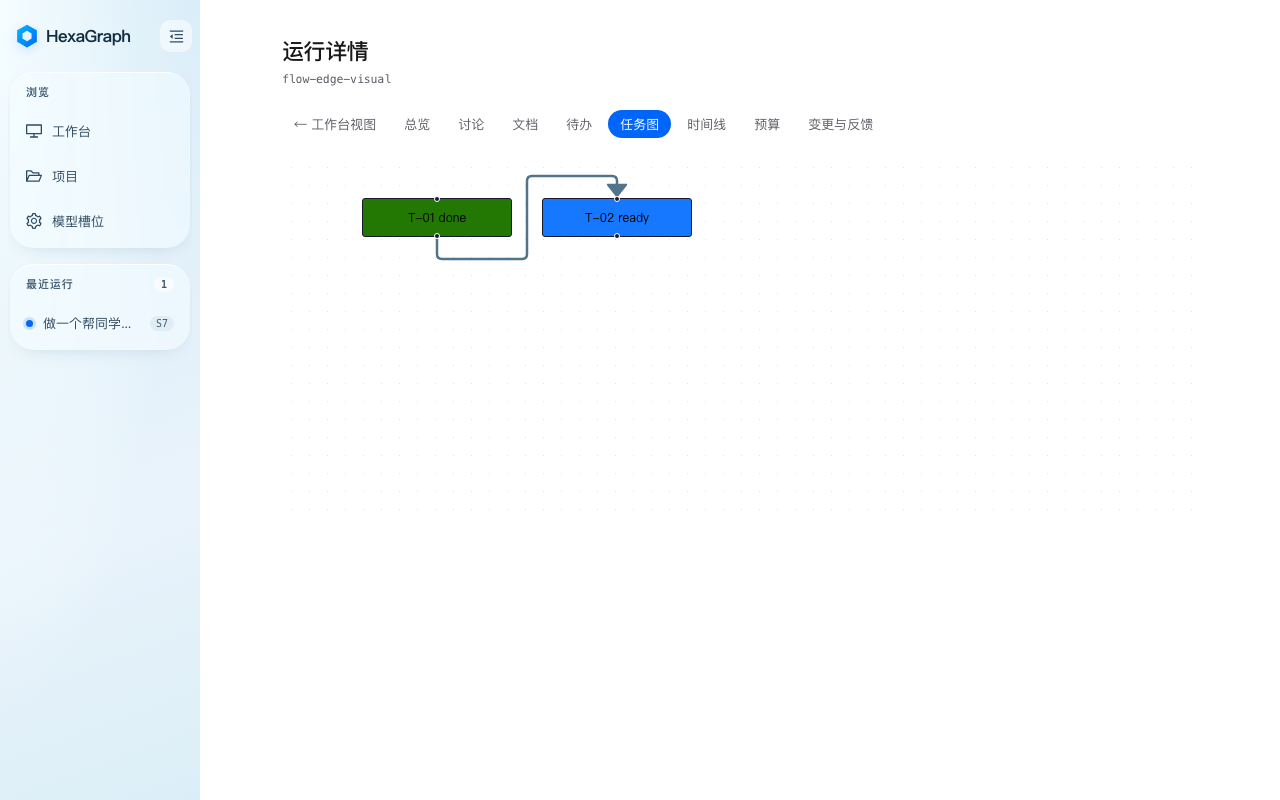 HexaGraph
浏览
工作台
项目
模型槽位
最近运行 1
做一个帮同学... S7
运行详情
flow-edge-visual
← 工作台视图 总览 讨论 文档 待办 任务图 时间线 预算 变更与反馈
T-01 done T-02 ready